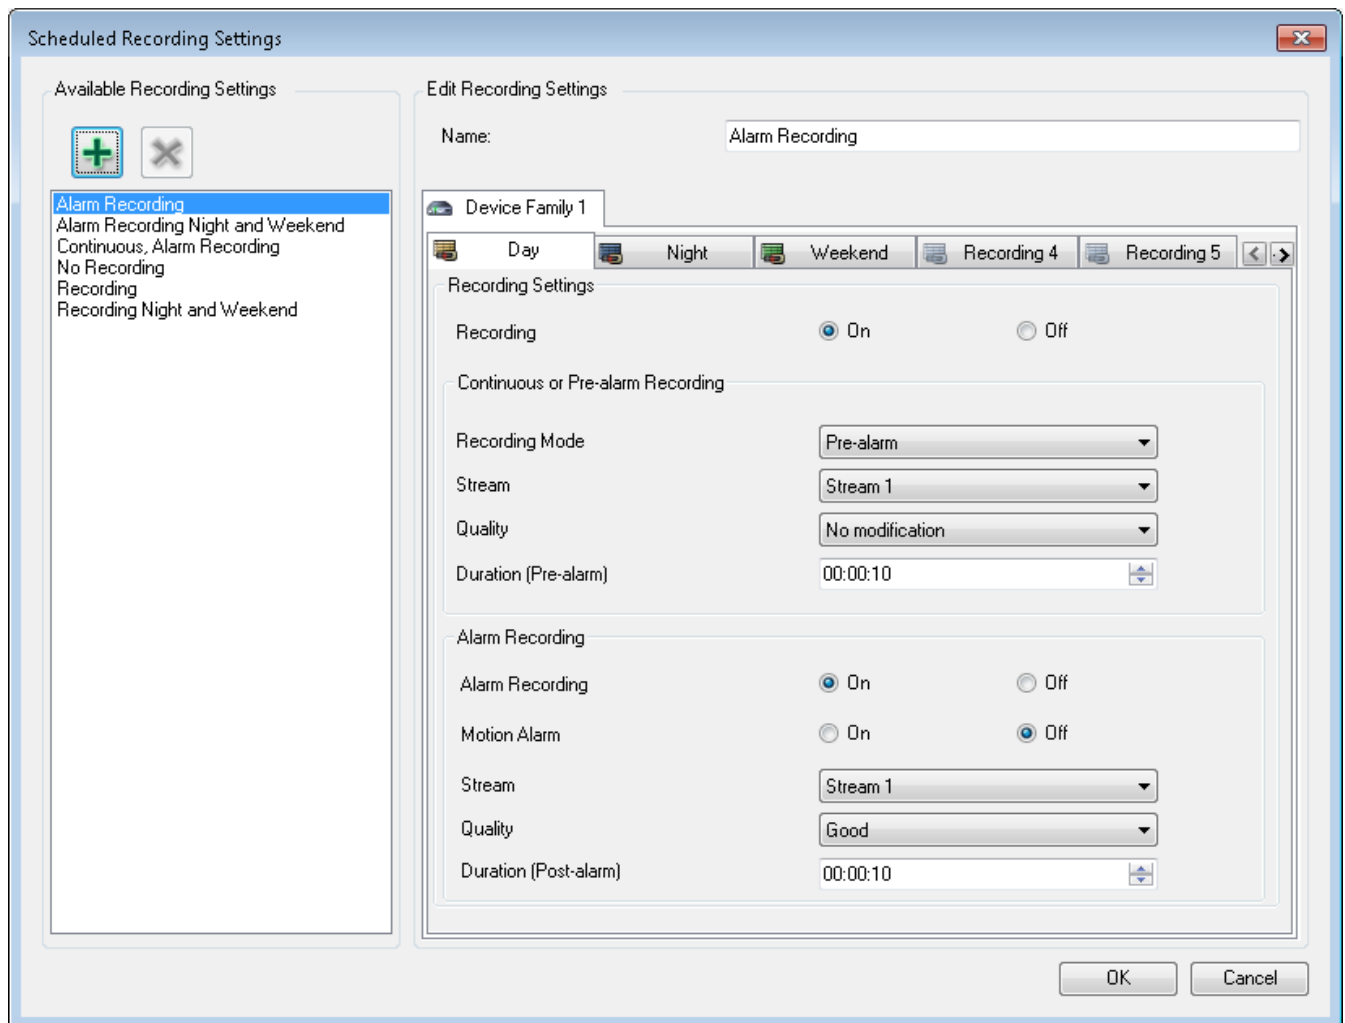 Scheduled Recording Settings
Available Recording Settings
Alarm Recording
Alarm Recording Night and Weekend
Continuous, Alarm Recording
No Recording
Recording
Recording Night and Weekend
Edit Recording Settings
Name: Alarm Recording
Device Family 1
Day Night Weekend Recording 4 Recording 5
Recording Settings
Recording On Off
Continuous or Pre-alarm Recording
Recording Mode Pre-alarm
Stream Stream 1
Quality No modification
Duration (Pre-alarm) 00:00:10
Alarm Recording
Alarm Recording On Off
Motion Alarm On Off
Stream Stream 1
Quality Good
Duration (Post-alarm) 00:00:10
OK Cancel